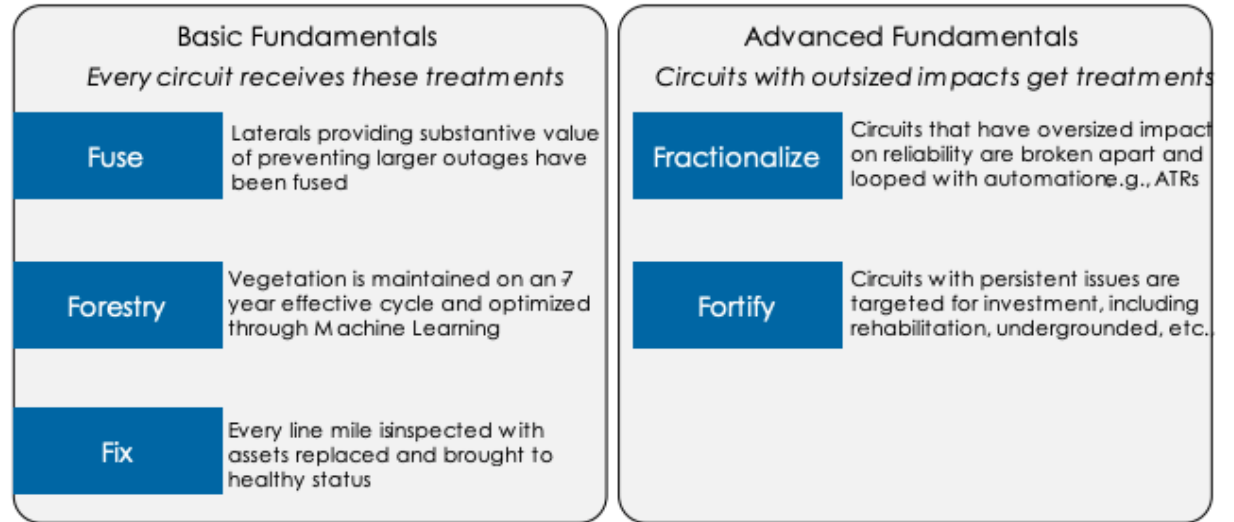 Basic Fundamentals
Every circuit receives these treatments
Fuse
Laterals providing substantive value
of preventing larger outages have
been fused
Forestry
Vegetation is maintained on an 7
year effective cycle and optimized
through Machine Learning
Fix
Every line mile isinspected with
assets replaced and brought to
healthy status
Advanced Fundamentals
Circuits with outsized impacts get treatments
Fractionalize
Circuits that have oversized impact
on reliability are broken apart and
looped with automation,e.g., ATRs
Fortify
Circuits with persistent issues are
targeted for investment, including
rehabilitation, undergrounded, etc..